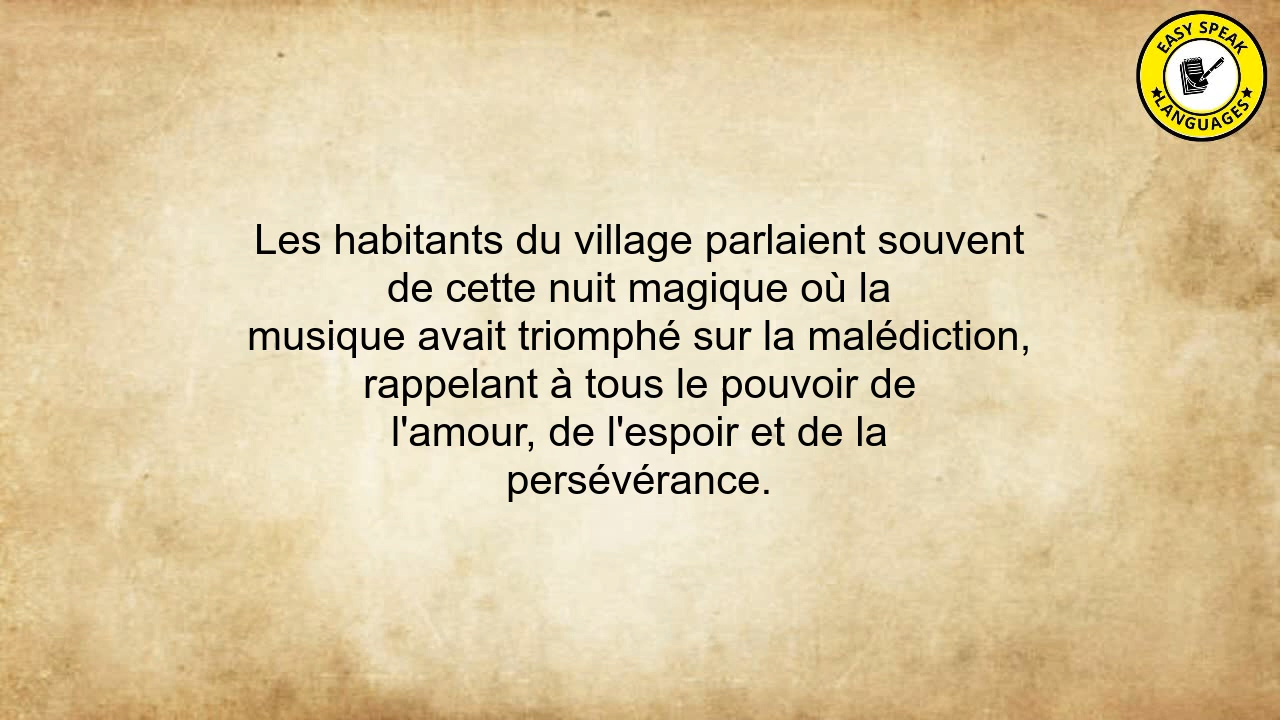 EASY SPEAK
LANGUAGES
Les habitants du village parlaient souvent
de cette nuit magique où la
musique avait triomphé sur la malédiction,
rappelant à tous le pouvoir de
l'amour, de l'espoir et de la
persévérance.